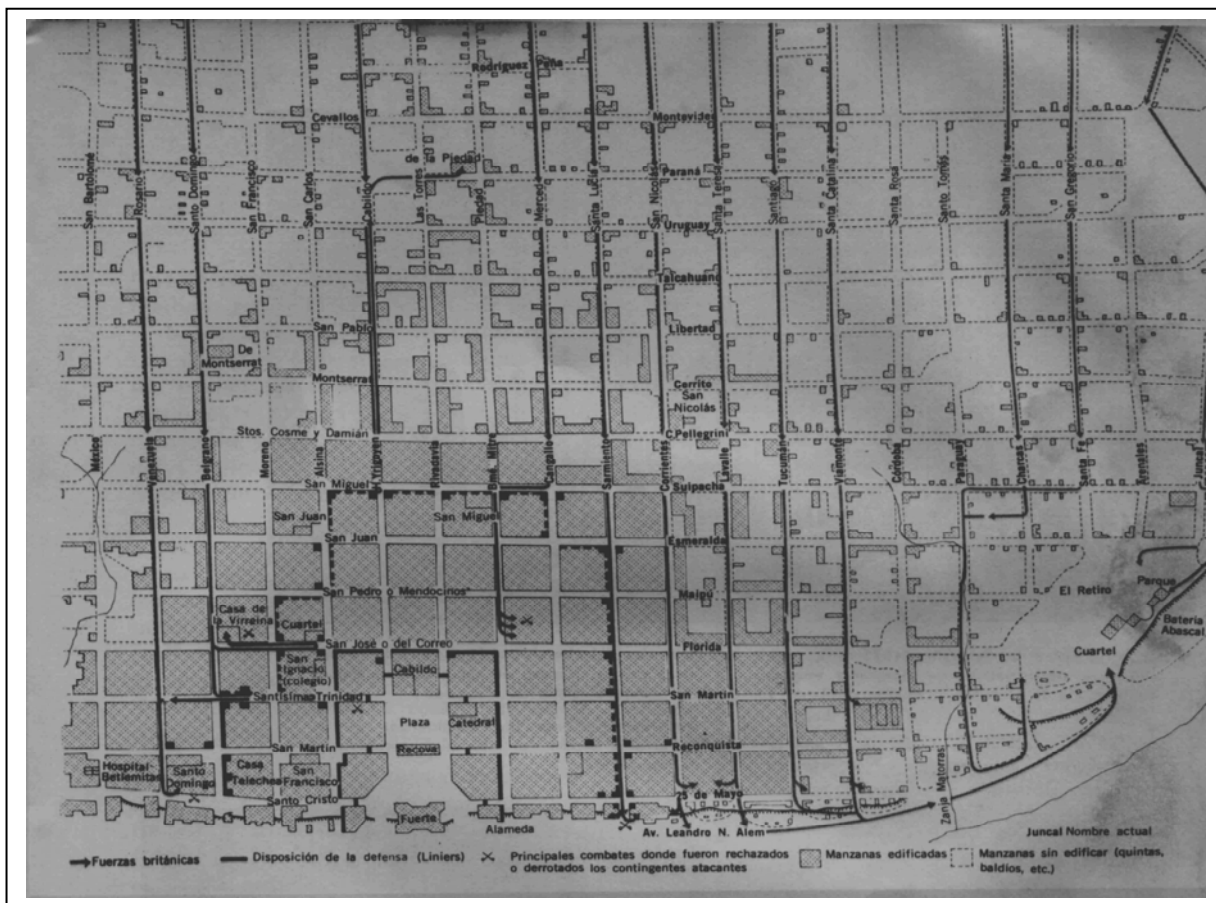 Rodríguez Peña
Cevallos
Montevideo
de la Piedad
Paraná
San Bartolomé
Rosario
Santo Domingo
San Francisco
San Carlos
Cabildo
Las Torres
Piedad
Merced
Santa Lucía
San Nicolás
Santa Teresa
Santiago
Santa Catalina
Santa Rosa
Santo Tomás
Santa María
San Gregorio
Uruguay
Talcahuano
San Pablo
Libertad
De
Montserrat
Montserrat
Cerrito
San
Nicolás
Stos. Cosme y Damián
C.Pellegrini
México
Venezuela
Belgrano
Moreno
Alsina
H.Yrigoyen
Rivadavia
Bmé. Mitre
Cangallo
Sarmiento
Corrientes
Lavalle
Tucumán
Viamonte
Córdoba
Paraguay
Charcas
Santa Fe
Arenales
Juncal
San Miguel
Suipacha
San Juan
San Miguel
San Juan
Esmeralda
San Pedro o Mendocinos
Maipú
El Retiro
Parque
Casa de
la Virreina
Cuartel
Batería
Abascal
San José o del Correo
Florida
Cuartel
San
Ignacio
(colegio)
Cabildo
Santísima Trinidad
San Martín
Plaza
Catedral
San Martín
Recova
Reconquista
Hospital
Betlemitas
Santo
Domingo
Casa
Telechea
San
Francisco
Santo Cristo
25 de Mayo
Zanja Matorras
Fuerte
Alameda
Av. Leandro N. Alem
Juncal Nombre actual
Fuerzas británicas
Disposición de la defensa (Liniers)
Principales combates donde fueron rechazados
o derrotados los contingentes atacantes
Manzanas edificadas
Manzanas sin edificar (quintas,
baldíos, etc.)